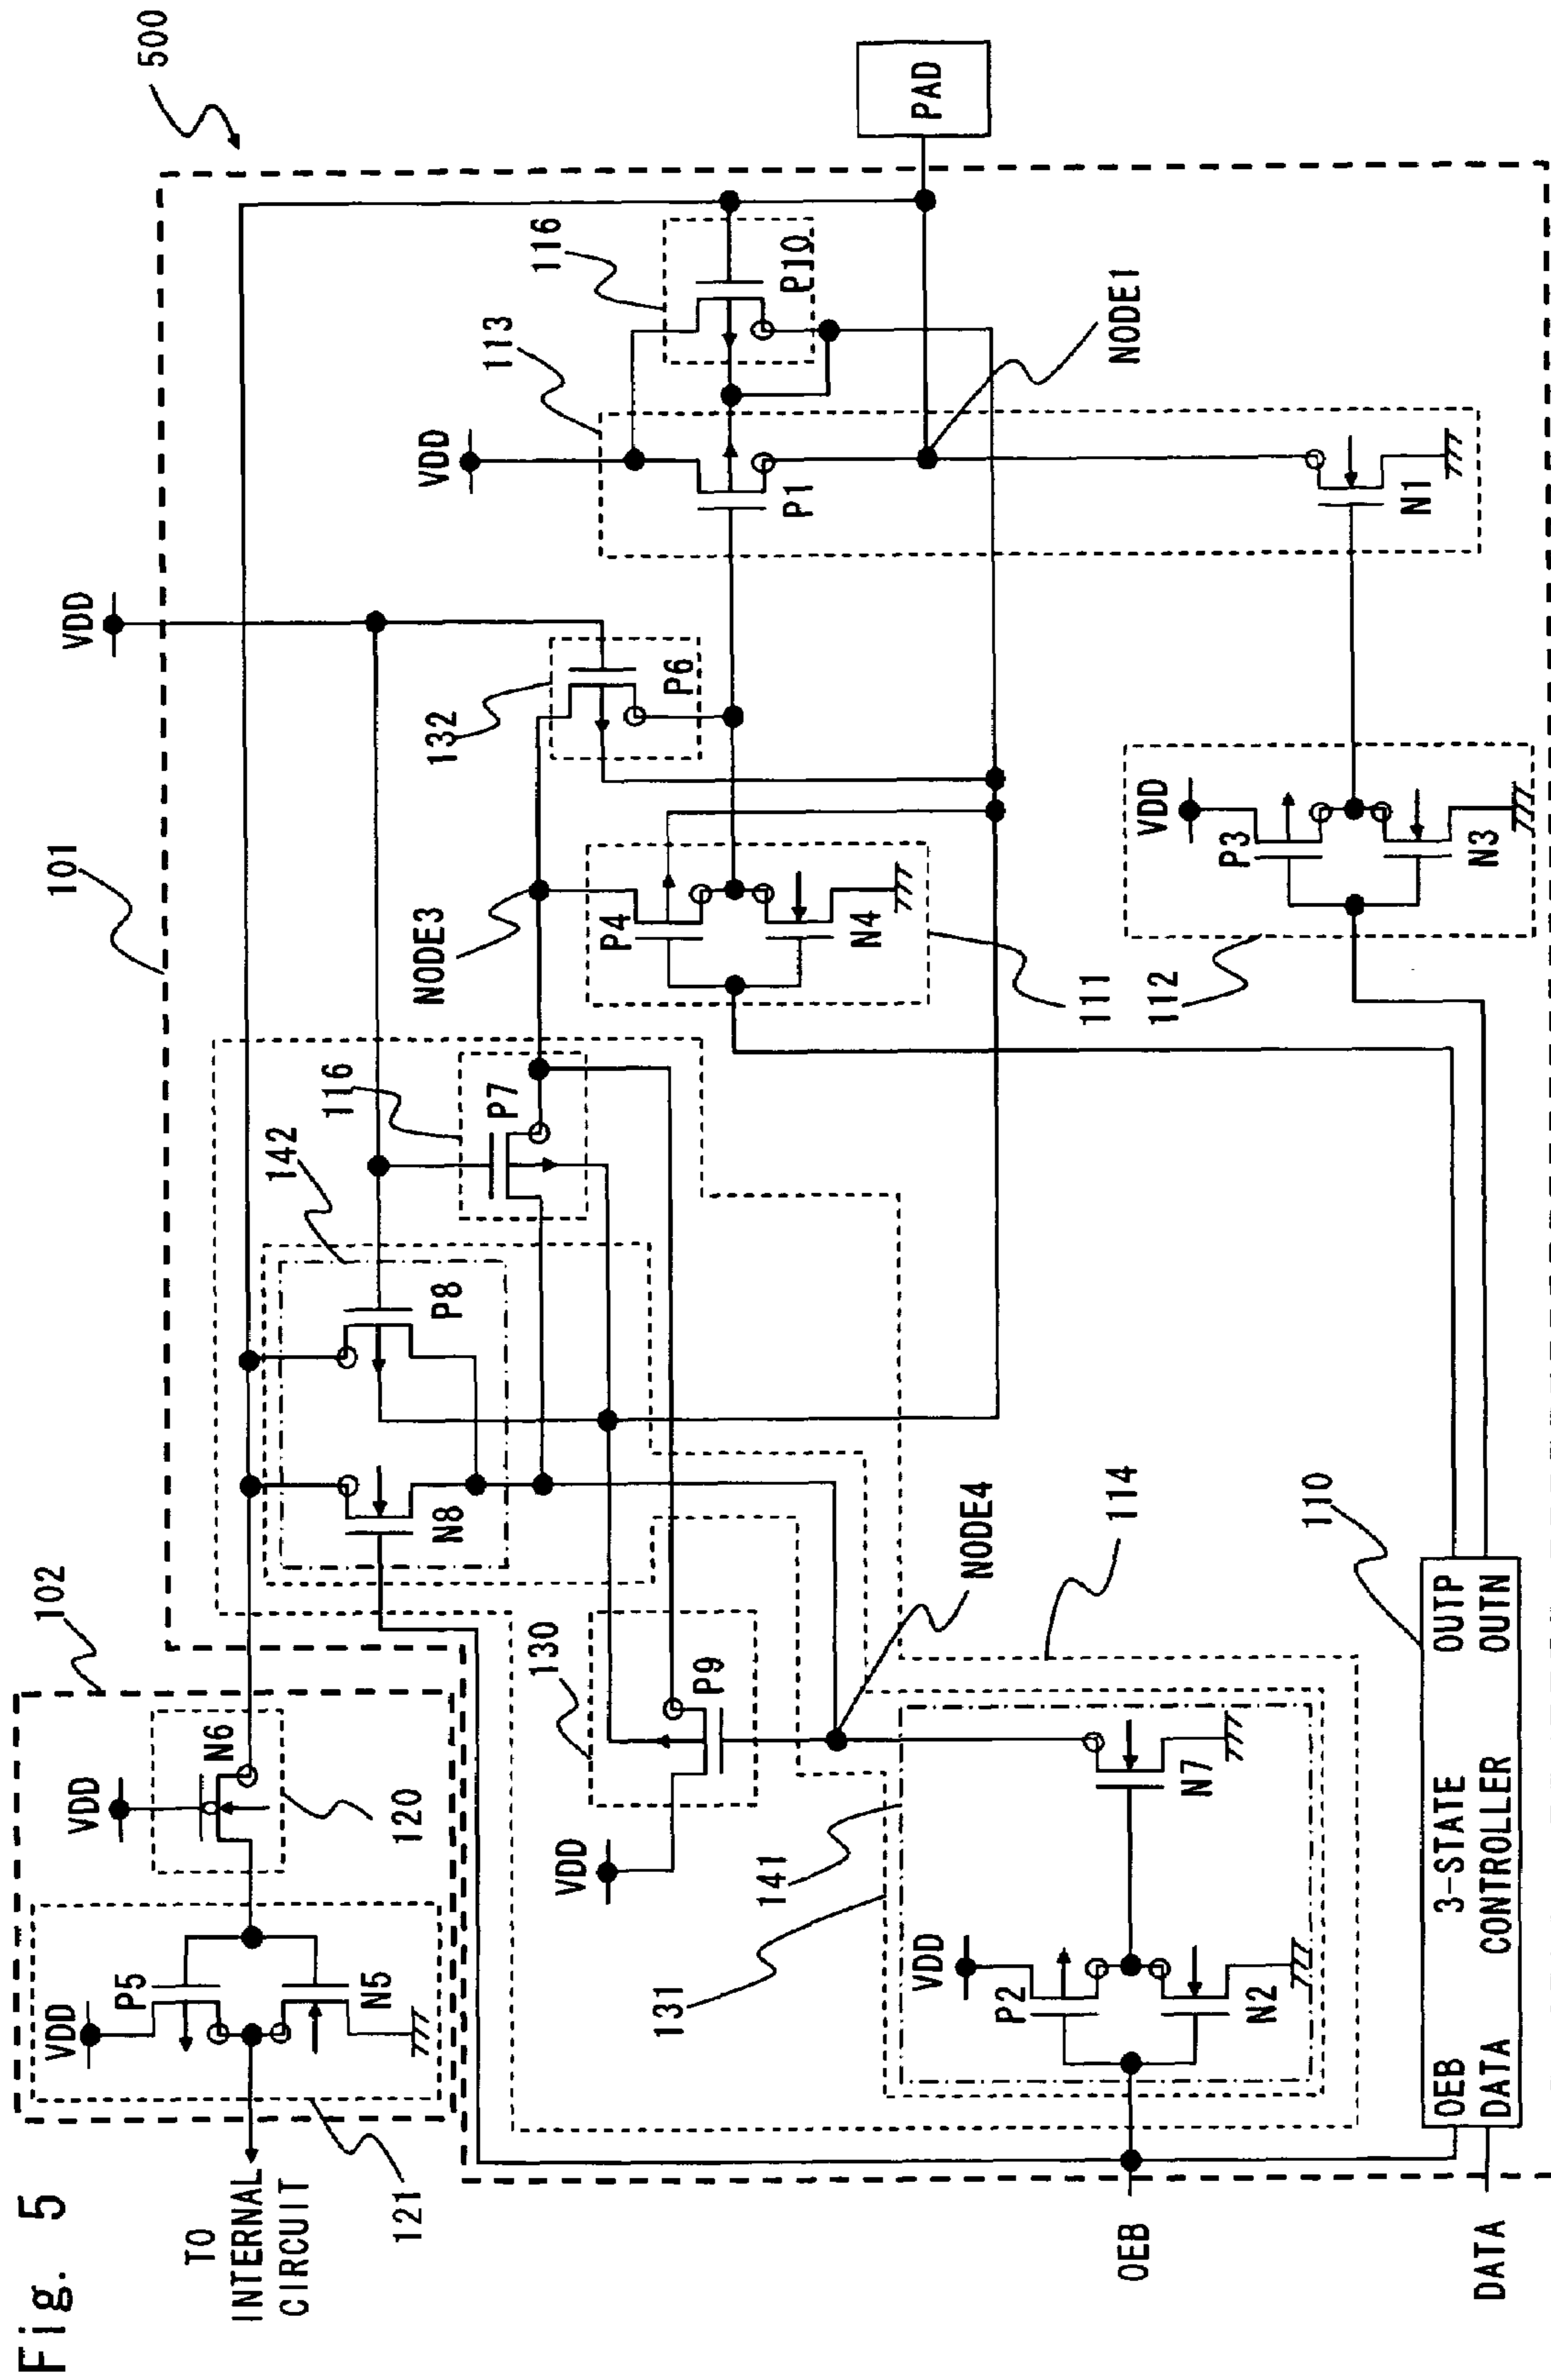 Fig. 5
500
101
102
VDD
VDD
P5
N5
121
TO
INTERNAL
CIRCUIT
VDD
N6
120
142
N8
P8
116
P7
NODE3
132
P6
VDD
113
116
P10
P1
NODE1
PAD
130
P9
VDD
NODE4
P4
N4
111
112
VDD
P3
N3
N1
131
141
VDD
P2
N2
N7
114
110
OEB
DATA
OEB
DATA
3-STATE
CONTROLLER
OUTP
OUTN